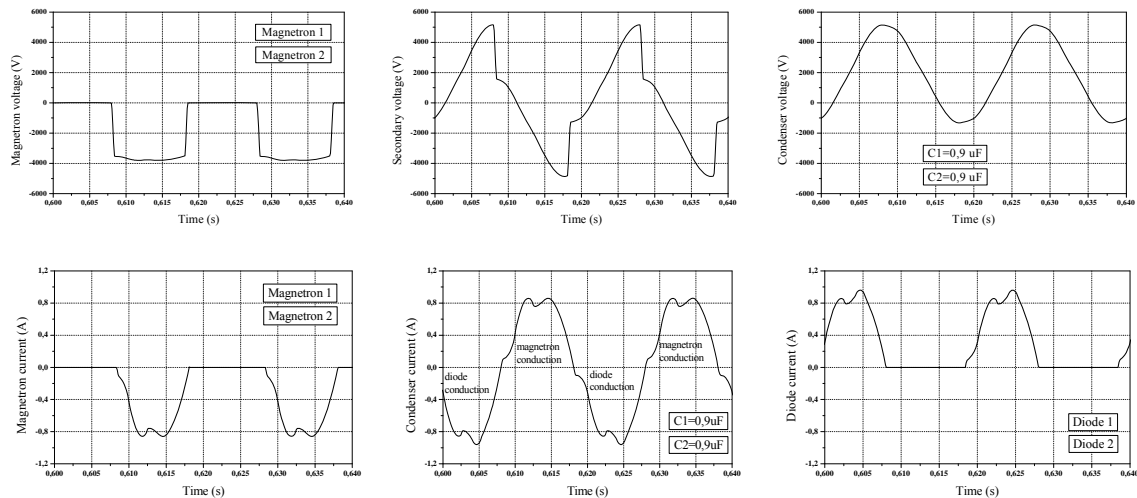 6000
4000
2000
0
-2000
-4000
-6000
Magnetron voltage (V)
Magnetron 1
Magnetron 2
0,600 0,605 0,610 0,615 0,620 0,625 0,630 0,635 0,640
Time (s)
6000
4000
2000
0
-2000
-4000
-6000
Secondary voltage (V)
0,600 0,605 0,610 0,615 0,620 0,625 0,630 0,635 0,640
Time (s)
6000
4000
2000
0
-2000
-4000
-6000
Condenser voltage (V)
C1=0,9 uF
C2=0,9 uF
0,600 0,605 0,610 0,615 0,620 0,625 0,630 0,635 0,640
Time (s)
1,2
0,8
0,4
0,0
-0,4
-0,8
-1,2
Magnetron current (A)
Magnetron 1
Magnetron 2
0,600 0,605 0,610 0,615 0,620 0,625 0,630 0,635 0,640
Time (s)
1,2
0,8
0,4
0,0
-0,4
-0,8
-1,2
Condenser current (A)
magnetron
conduction
magnetron
conduction
diode
conduction
diode
conduction
C1=0,9uF
C2=0,9uF
0,600 0,605 0,610 0,615 0,620 0,625 0,630 0,635 0,640
Time (s)
1,2
0,8
0,4
0,0
-0,4
-0,8
-1,2
Diode current (A)
Diode 1
Diode 2
0,600 0,605 0,610 0,615 0,620 0,625 0,630 0,635 0,640
Time (s)